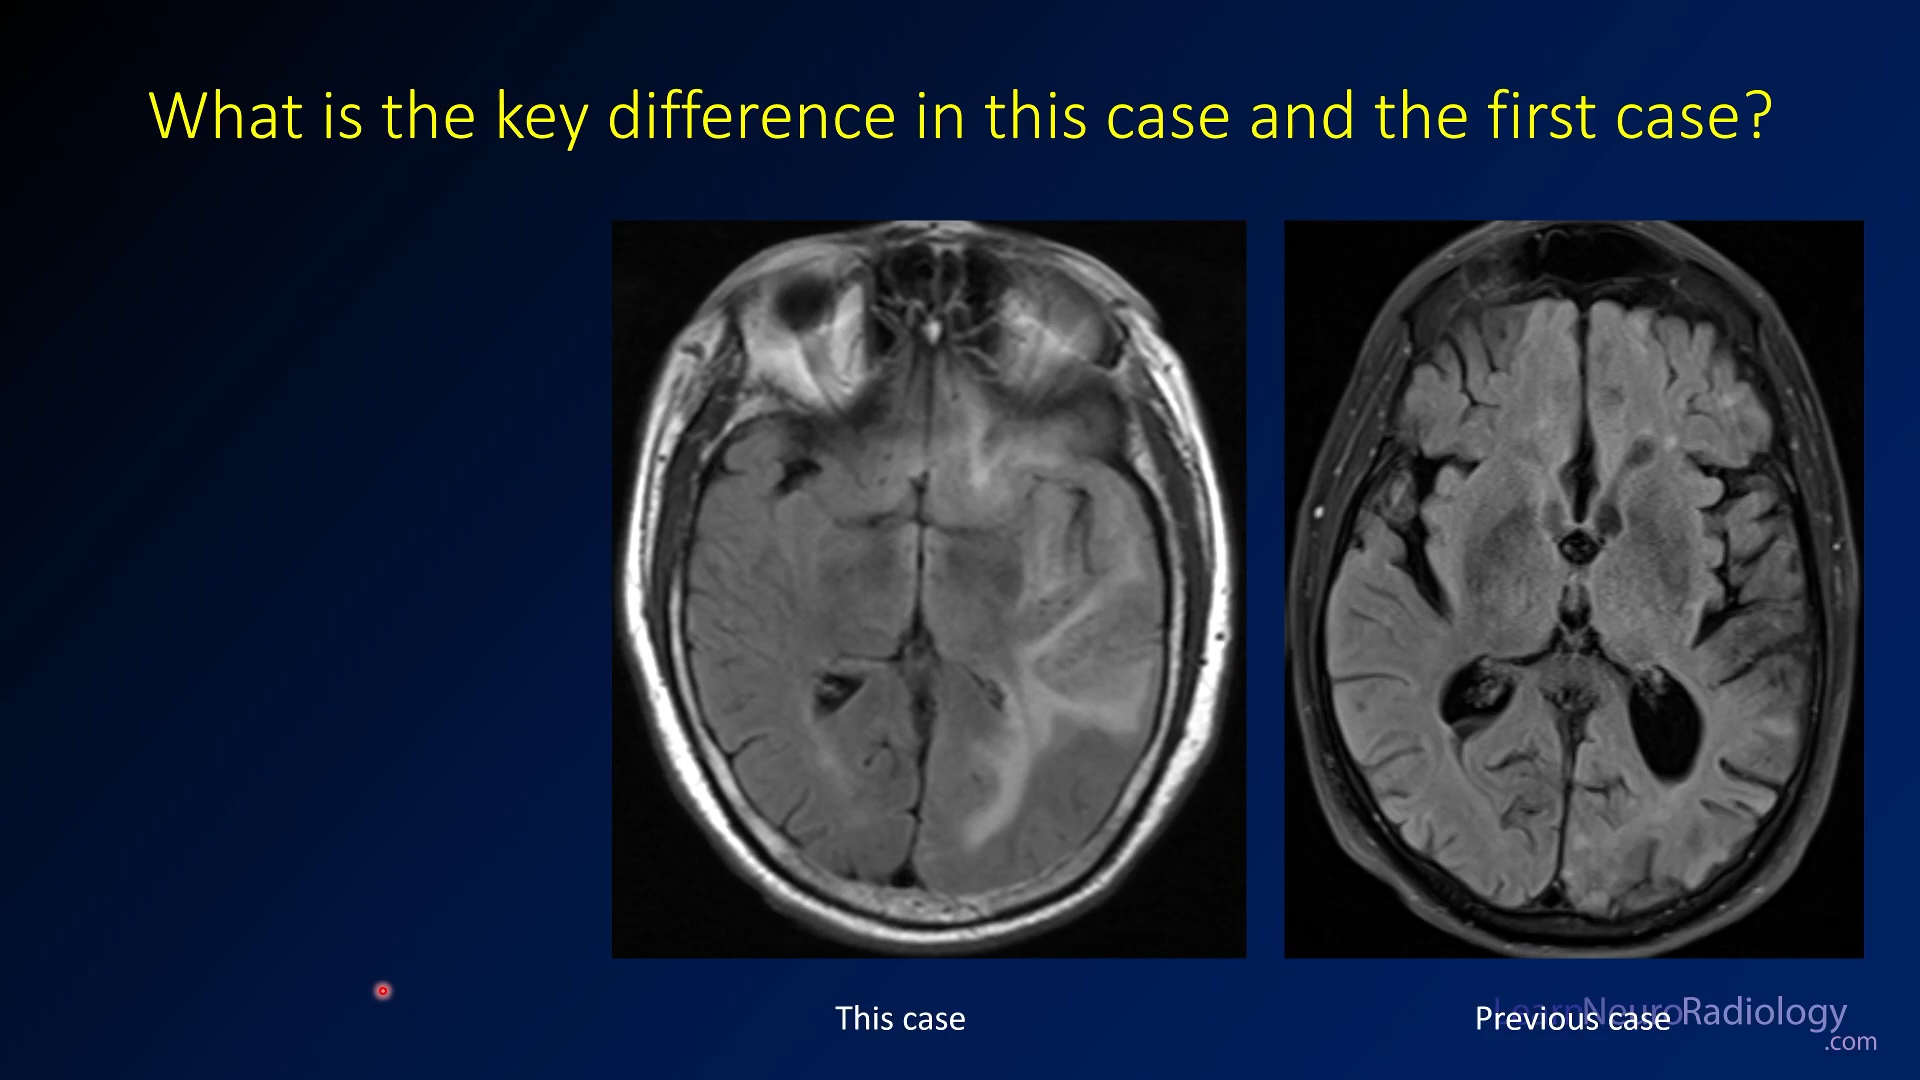 What is the key difference in this case and the first case?
This case
Previous case
LearnNeuroRadiology
.com